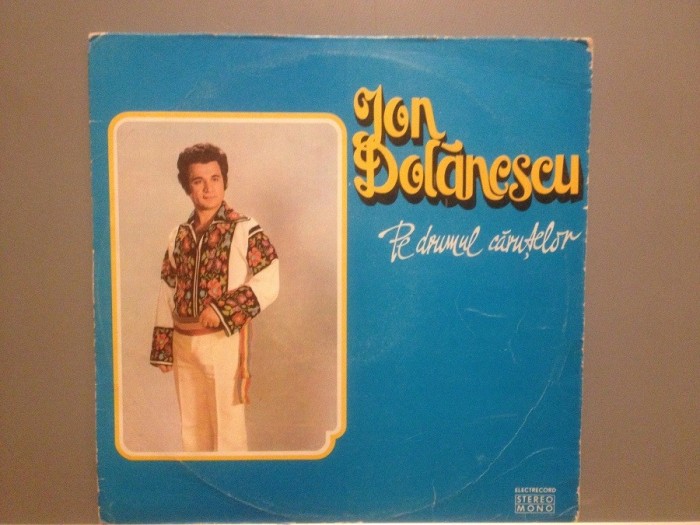 Ion
Dolănescu
Pe drumul căruțelor
ELECTRECORD
STEREO
MONO